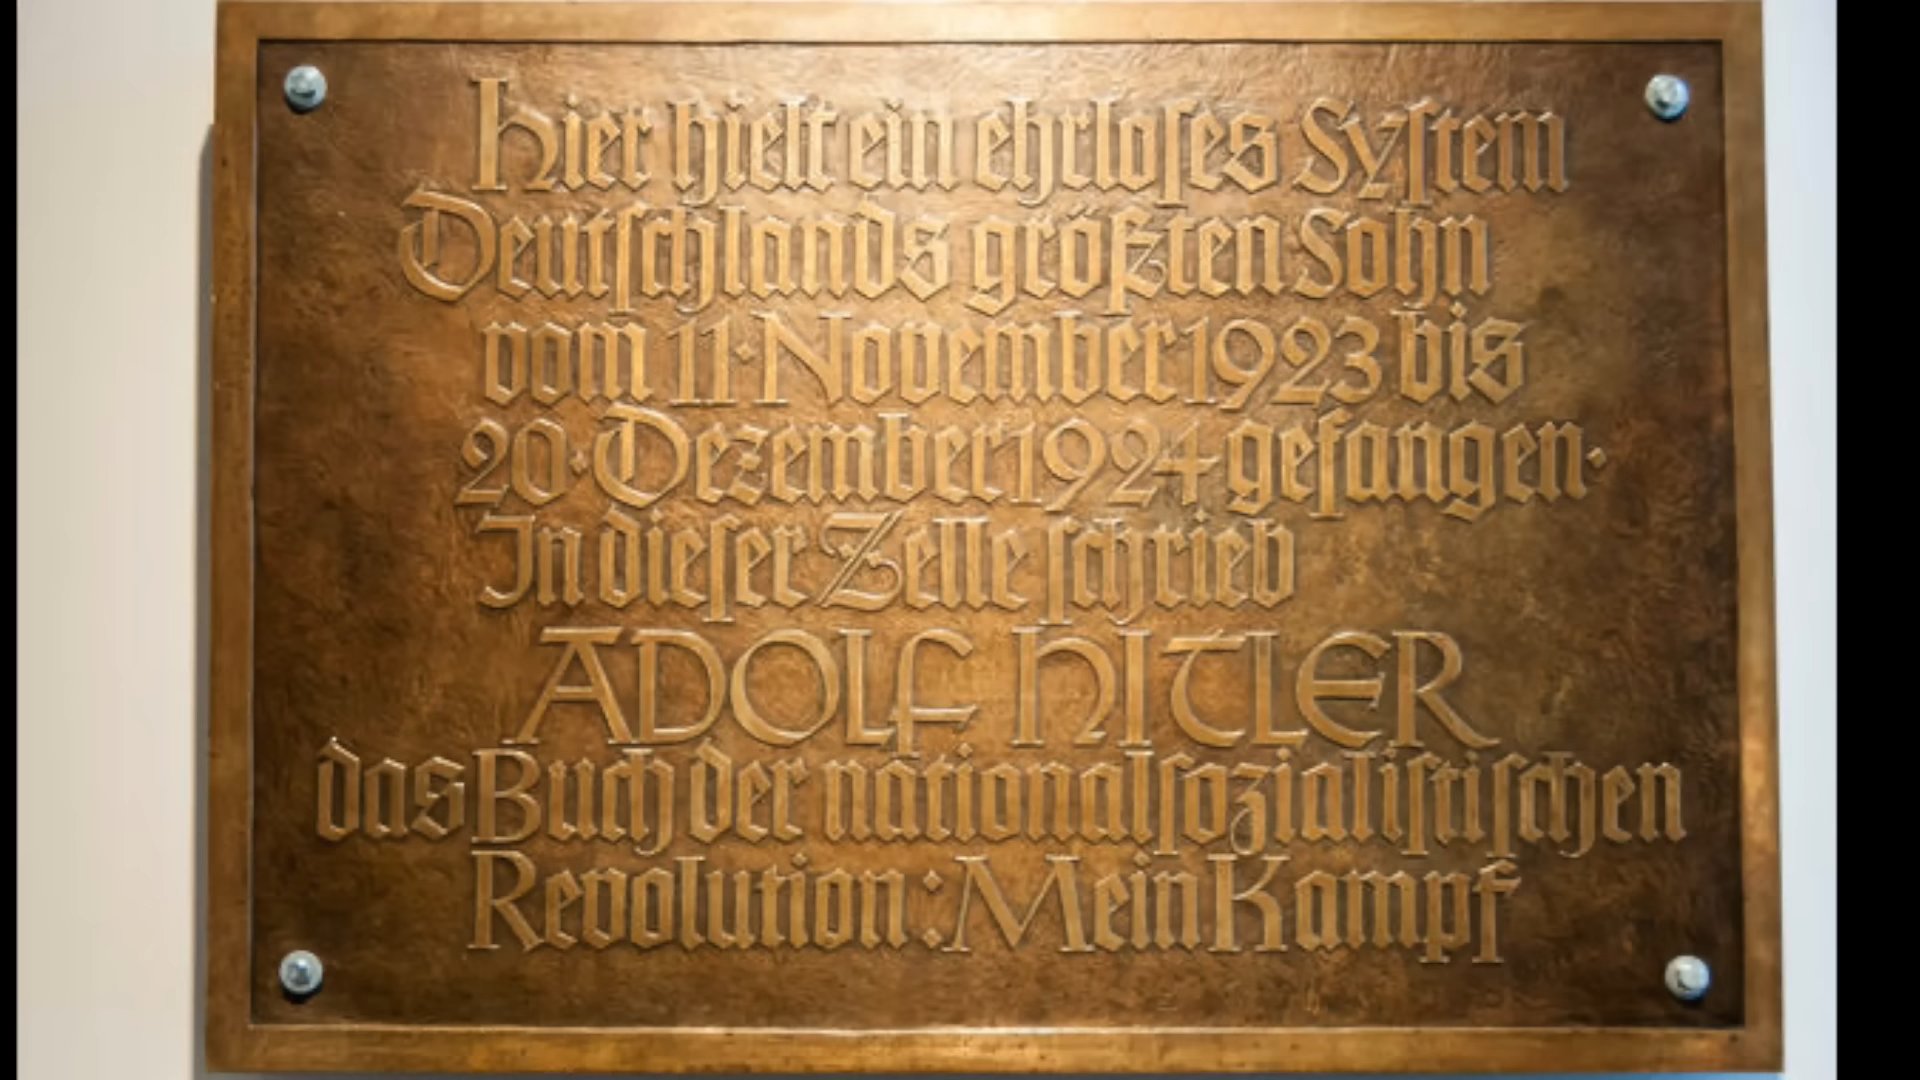 Hier hielt ein ehrloſes Syſtem
Deutſchlands größten Sohn
vom 11·November 1923 bis
20·Dezember 1924 gefangen·
In dieſer Zelle ſchrieb
ADOLF HITLER
das Buch der nationalſozialiſtiſchen
Revolution: Mein Kampf